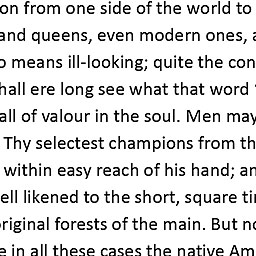 on from one side of the world to
and queens, even modern ones,
means ill-looking; quite the con
hall ere long see what that word
all of valour in the soul. Men may
Thy selectest champions from th
within easy reach of his hand; an
ell likened to the short, square ti
original forests of the main. But no
e in all these cases the native Am